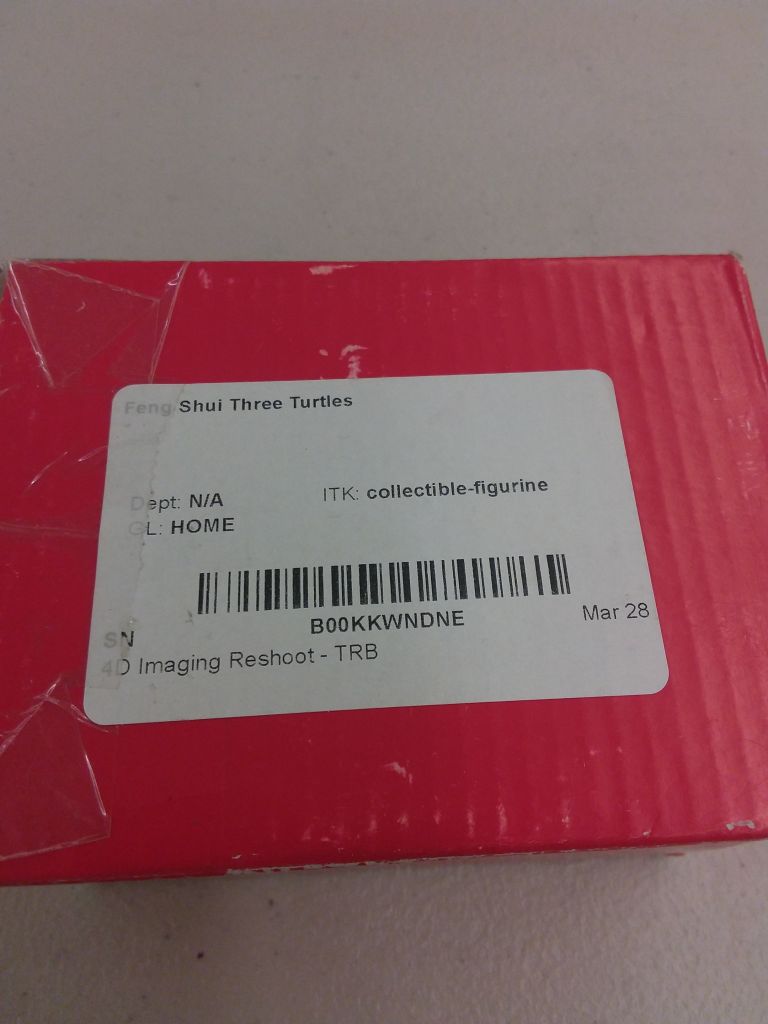 Feng Shui Three Turtles
Dept: N/A ITK: collectible-figurine
GL: HOME
B00KKWNDNE
SN Mar 28
4D Imaging Reshoot - TRB